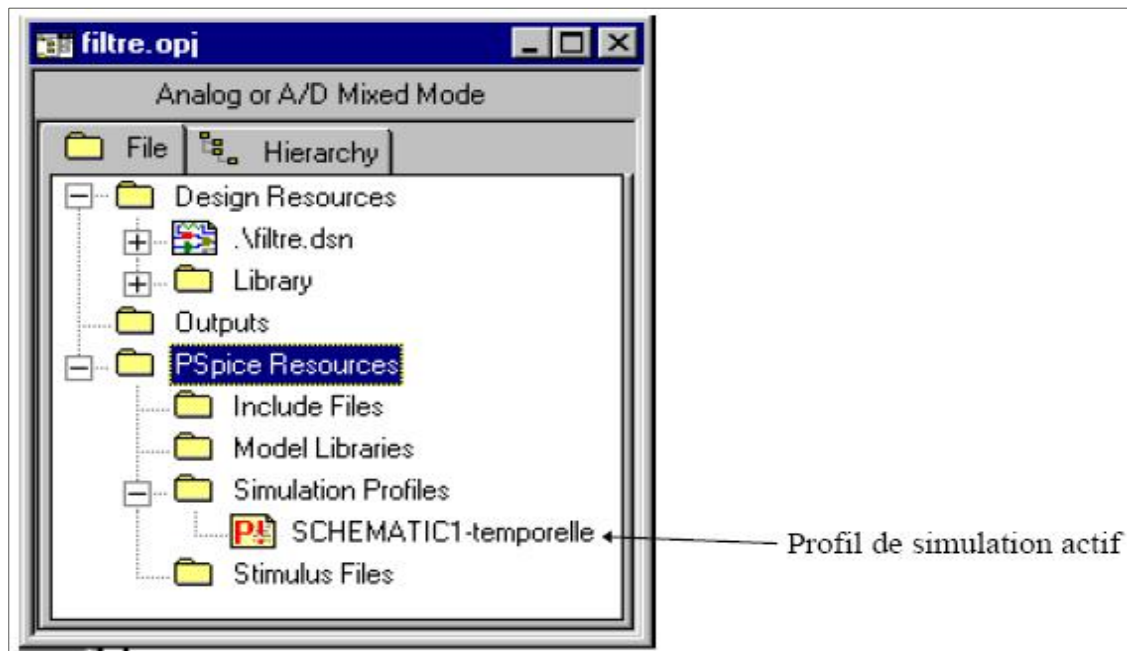 filtre.opj
Analog or A/D Mixed Mode
File
Hierarchy
Design Resources
.\filtre.dsn
Library
Outputs
PSpice Resources
Include Files
Model Libraries
Simulation Profiles
SCHEMATIC1-temporelle
Profil de simulation actif
Stimulus Files